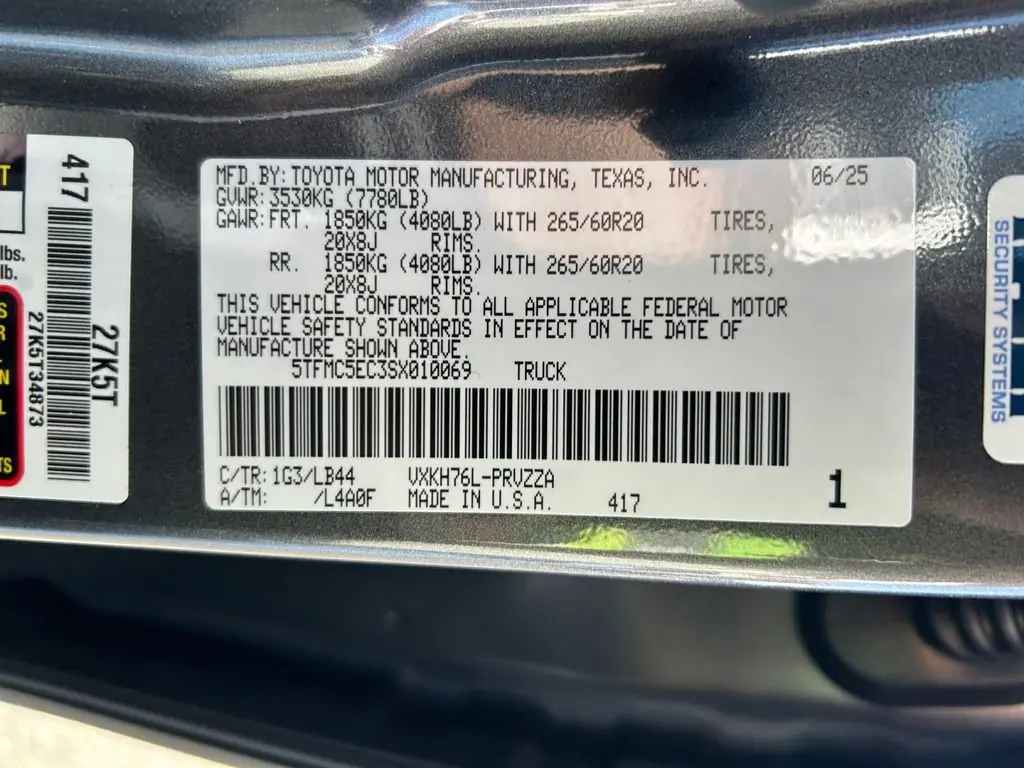 417
27K5T
27K5T34873
T
lbs.
lb.
S
R
N
L
TS
MFD.BY:TOYOTA MOTOR MANUFACTURING, TEXAS, INC. 06/25
GVWR:3530KG (7780LB)
GAWR:FRT. 1850KG (4080LB) WITH 265/60R20 TIRES,
20X8J RIMS.
RR. 1850KG (4080LB) WITH 265/60R20 TIRES,
20X8J RIMS.
THIS VEHICLE CONFORMS TO ALL APPLICABLE FEDERAL MOTOR
VEHICLE SAFETY STANDARDS IN EFFECT ON THE DATE OF
MANUFACTURE SHOWN ABOVE.
5TFMC5EC3SX010069 TRUCK
C/TR:1G3/LB44 VXKH76L-PRVZZA
A/TM: /L4A0F MADE IN U.S.A. 417 1
SECURITY SYSTEMS